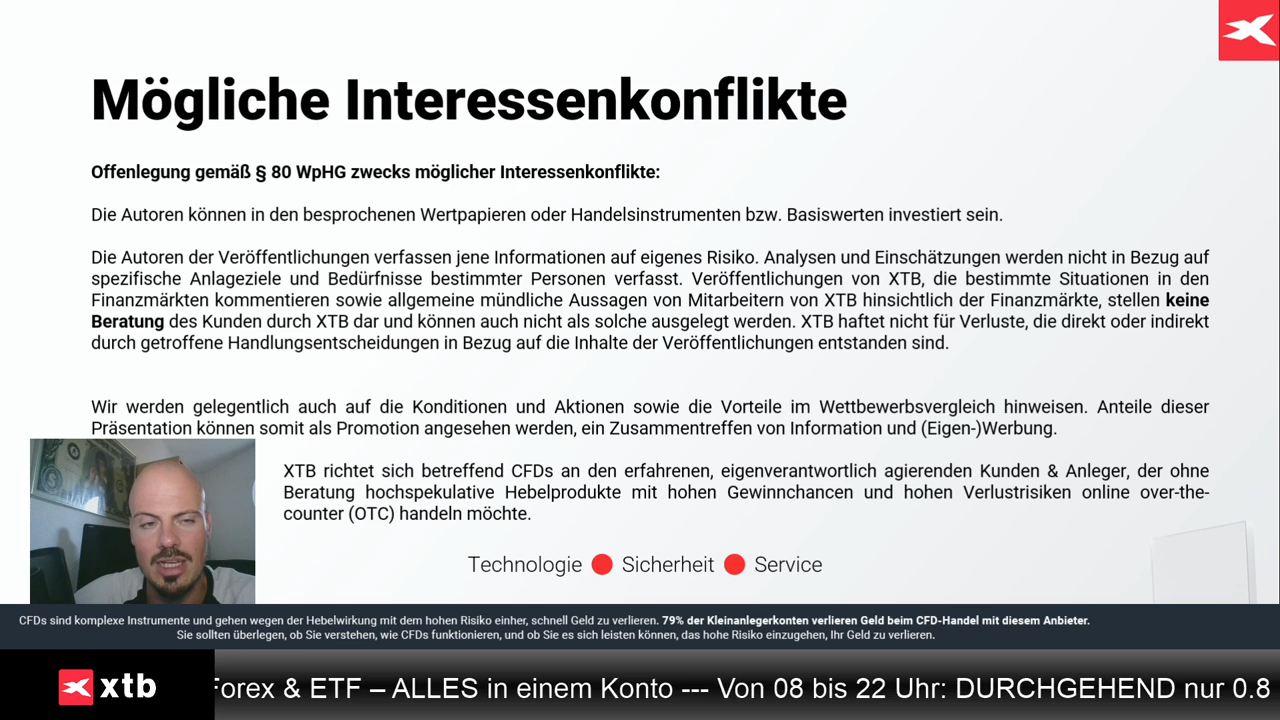 Mögliche Interessenkonflikte
Offenlegung gemäß § 80 WpHG zwecks möglicher Interessenkonflikte:
Die Autoren können in den besprochenen Wertpapieren oder Handelsinstrumenten bzw. Basiswerten investiert sein.
Die Autoren der Veröffentlichungen verfassen jene Informationen auf eigenes Risiko. Analysen und Einschätzungen werden nicht in Bezug auf
spezifische Anlageziele und Bedürfnisse bestimmter Personen verfasst. Veröffentlichungen von XTB, die bestimmte Situationen in den
Finanzmärkten kommentieren sowie allgemeine mündliche Aussagen von Mitarbeitern von XTB hinsichtlich der Finanzmärkte, stellen keine
Beratung des Kunden durch XTB dar und können auch nicht als solche ausgelegt werden. XTB haftet nicht für Verluste, die direkt oder indirekt
durch getroffene Handlungsentscheidungen in Bezug auf die Inhalte der Veröffentlichungen entstanden sind.
Wir werden gelegentlich auch auf die Konditionen und Aktionen sowie die Vorteile im Wettbewerbsvergleich hinweisen. Anteile dieser
Präsentation können somit als Promotion angesehen werden, ein Zusammentreffen von Information und (Eigen-)Werbung.
XTB richtet sich betreffend CFDs an den erfahrenen, eigenverantwortlich agierenden Kunden & Anleger, der ohne
Beratung hochspekulative Hebelprodukte mit hohen Gewinnchancen und hohen Verlustrisiken online over-the-
counter (OTC) handeln möchte.
Technologie Sicherheit Service
CFDs sind komplexe Instrumente und gehen wegen der Hebelwirkung mit dem hohen Risiko einher, schnell Geld zu verlieren. 79% der Kleinanlegerkonten verlieren Geld beim CFD-Handel mit diesem Anbieter.
Sie sollten überlegen, ob Sie verstehen, wie CFDs funktionieren, und ob Sie es sich leisten können, das hohe Risiko einzugehen, Ihr Geld zu verlieren.
xtb Forex & ETF – ALLES in einem Konto --- Von 08 bis 22 Uhr: DURCHGEHEND nur 0.8